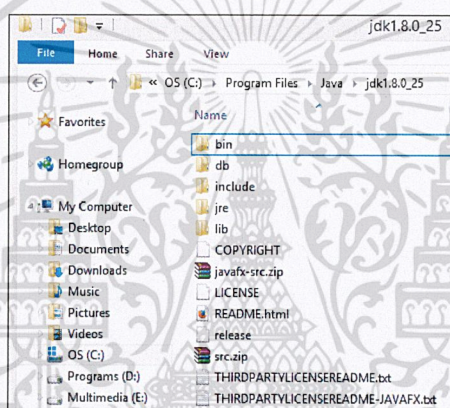 jdk1.8.0_25
File Home Share View
« OS (C:) Program Files Java jdk1.8.0_25
Name
Favorites
Homegroup
My Computer
Desktop
Documents
Downloads
Music
Pictures
Videos
OS (C:)
Programs (D:)
Multimedia (E:)
bin
db
include
jre
lib
COPYRIGHT
javafx-src.zip
LICENSE
README.html
release
src.zip
THIRDPARTYLICENSEREADME.txt
THIRDPARTYLICENSEREADME-JAVAFX.txt